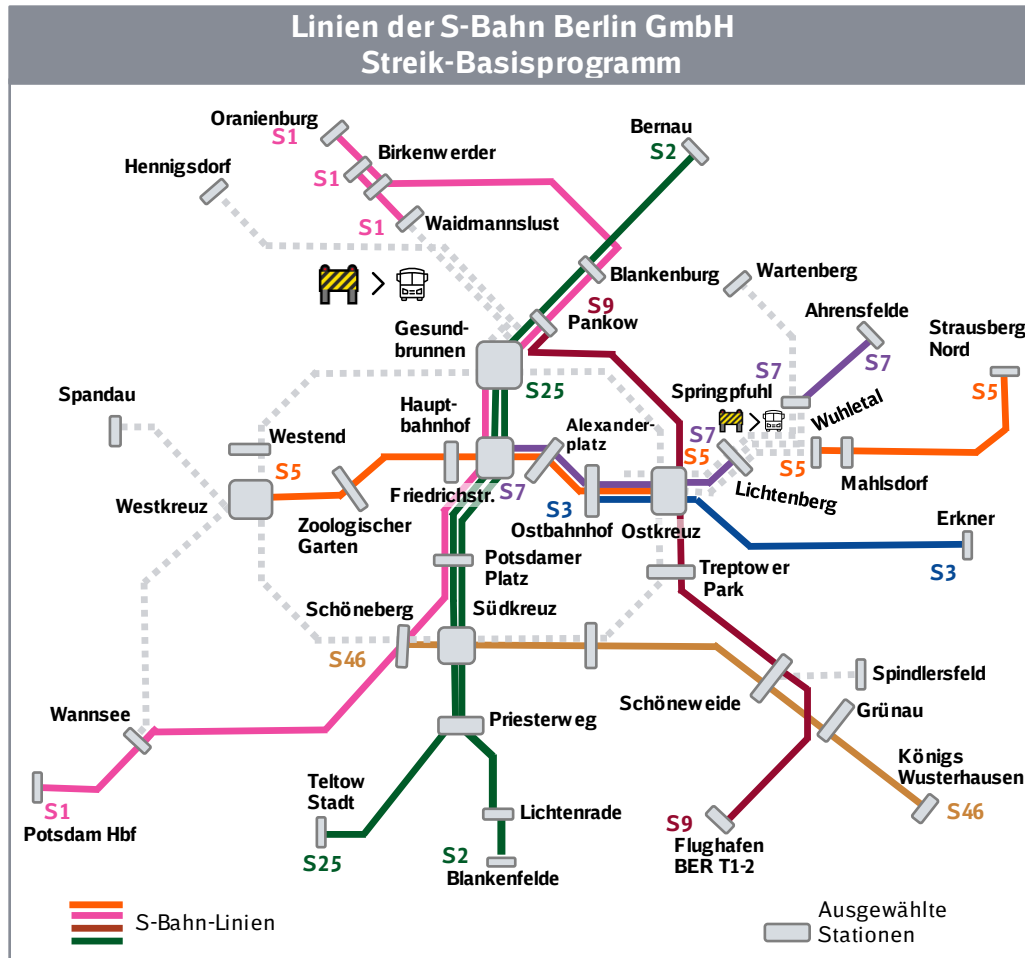 Linien der S-Bahn Berlin GmbH
Streik-Basisprogramm
Oranienburg
S1
Bernau
S2
Birkenwerder
S1
Hennigsdorf
S1
Waidmannslust
Blankenburg
Wartenberg
S9
Pankow
Ahrensfelde
Strausberg
Nord
Gesund-
brunnen
S7
S7
S25
Springpfuhl
S5
Spandau
Haupt-
bahnhof
Alexander-
platz
Wuhletal
Westend
S7
S5
S5
S5
Westkreuz
Friedrichstr.
S7
Lichtenberg
Mahlsdorf
Zoologischer
Garten
S3
Ostbahnhof
Ostkreuz
Erkner
S3
Potsdamer
Platz
Treptower
Park
Schöneberg
Südkreuz
S46
Spindlersfeld
Schöneweide
Grünau
Wannsee
Priesterweg
Königs
Wusterhausen
Teltow
Stadt
S1
Potsdam Hbf
Lichtenrade
S46
S9
Flughafen
BER T1-2
S25
S2
Blankenfelde
S-Bahn-Linien
Ausgewählte
Stationen